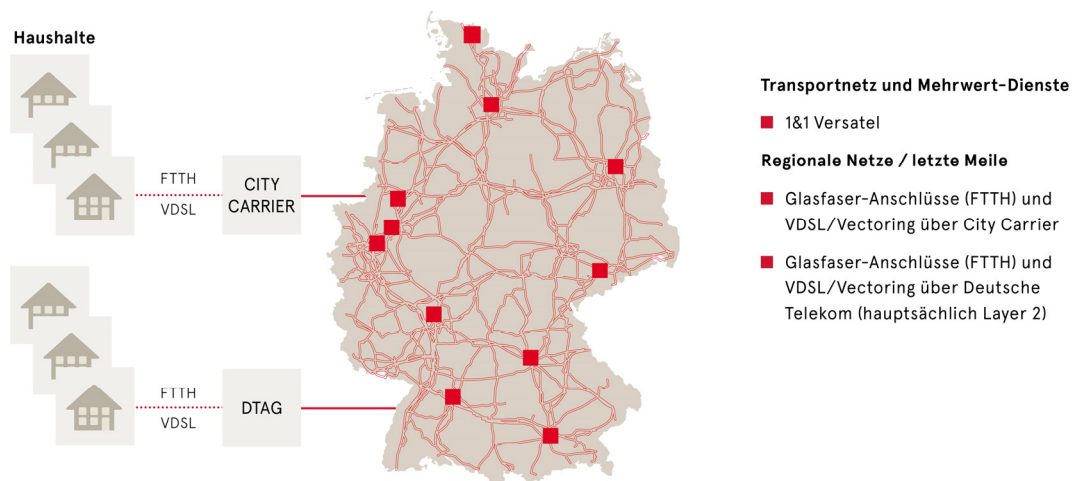 Haushalte
FTTH
VDSL
CITY
CARRIER
FTTH
VDSL
DTAG
Transportnetz und Mehrwert-Dienste
1&1 Versatel
Regionale Netze / letzte Meile
Glasfaser-Anschlüsse (FTTH) und
VDSL/Vectoring über City Carrier
Glasfaser-Anschlüsse (FTTH) und
VDSL/Vectoring über Deutsche
Telekom (hauptsächlich Layer 2)